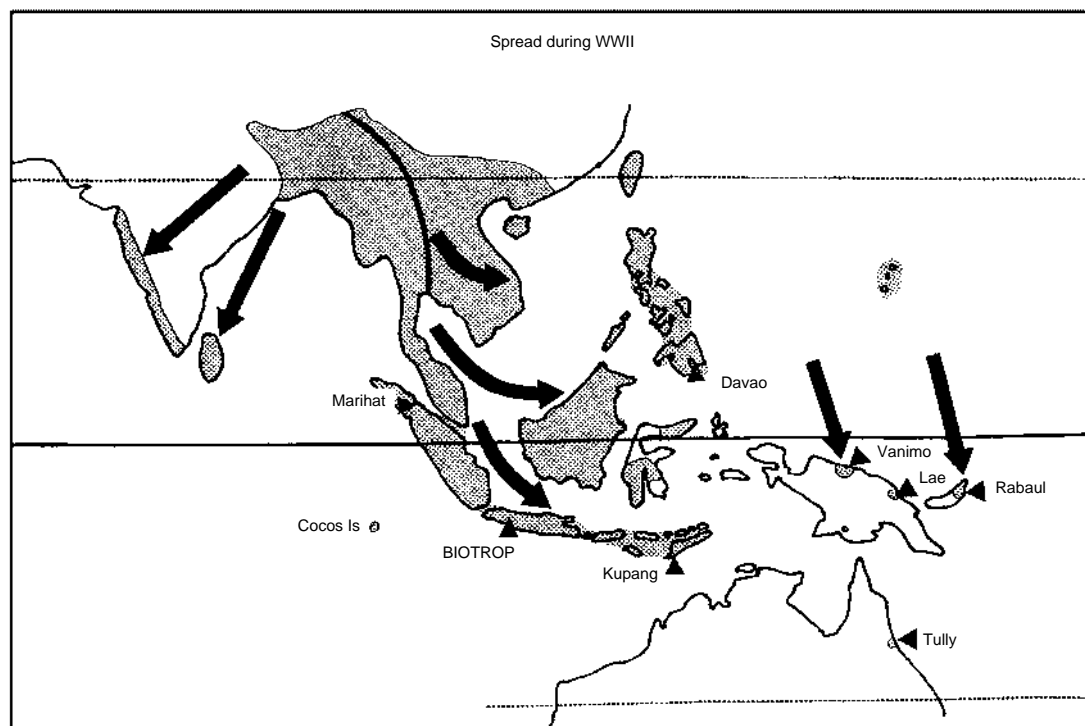 Spread during WWII
Davao
Marihat
Vanimo
Lae
Rabaul
Cocos Is
BIOTROP
Kupang
Tully